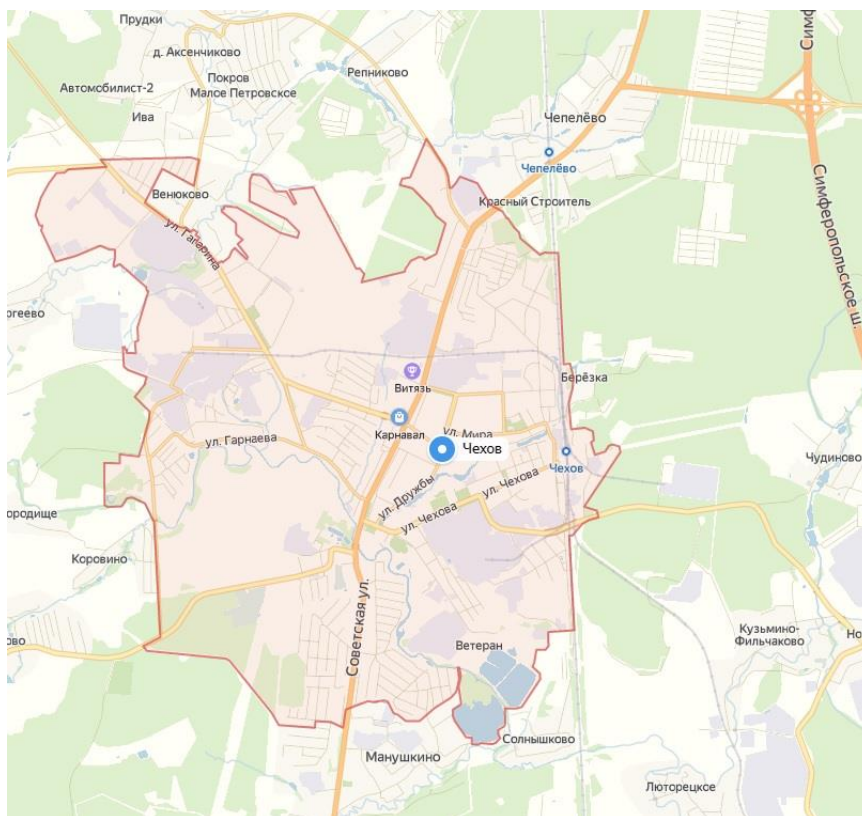 Прудки
д. Аксенчиково
Покров
Малое Петровское
Репниково
Автомобилист-2
Ива
Чепелёво
Чепелёво
Венюково
Красный Строитель
ул. Гагарина
Симферопольское ш.
Берёзка
Витязь
Карнавал
ул. Мира
Чехов
ул. Гарнаева
Чехов
Чудиново
ул. Дружбы
ул. Чехова
ул. Чехова
Коровино
Советская ул.
Ветеран
Кузьмино-
Фильчаково
Солнышково
Манушкино
Люторецкое